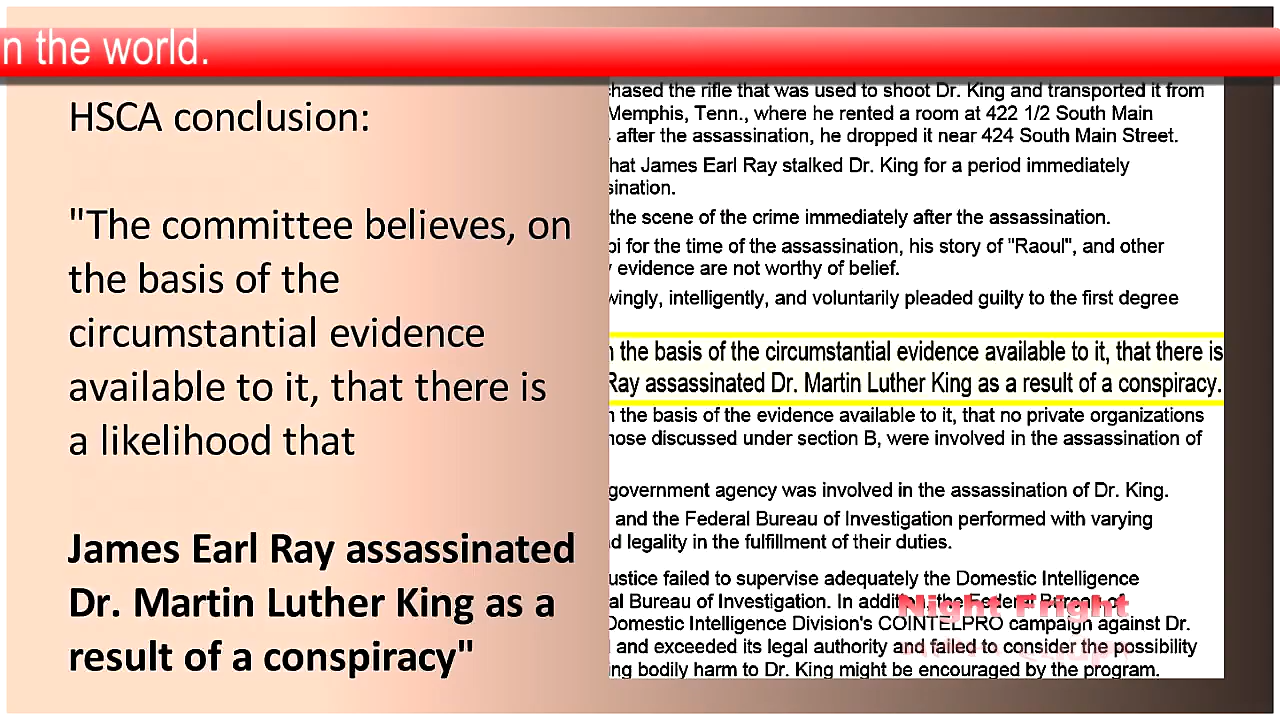 n the world.
HSCA conclusion:
"The committee believes, on
the basis of the
circumstantial evidence
available to it, that there is
a likelihood that
James Earl Ray assassinated
Dr. Martin Luther King as a
result of a conspiracy"
hased the rifle that was used to shoot Dr. King and transported it from
Memphis, Tenn., where he rented a room at 422 1/2 South Main
after the assassination, he dropped it near 424 South Main Street.
hat James Earl Ray stalked Dr. King for a period immediately
sination.
the scene of the crime immediately after the assassination.
bi for the time of the assassination, his story of "Raoul", and other
evidence are not worthy of belief.
wingly, intelligently, and voluntarily pleaded guilty to the first degree
n the basis of the circumstantial evidence available to it, that there is
Ray assassinated Dr. Martin Luther King as a result of a conspiracy.
n the basis of the evidence available to it, that no private organizations
hose discussed under section B, were involved in the assassination of
government agency was involved in the assassination of Dr. King.
and the Federal Bureau of Investigation performed with varying
d legality in the fulfillment of their duties.
ustice failed to supervise adequately the Domestic Intelligence
al Bureau of Investigation. In addition, the Federal Bureau of
Domestic Intelligence Division's COINTELPRO campaign against Dr.
and exceeded its legal authority and failed to consider the possibility
ng bodily harm to Dr. King might be encouraged by the program.
Night Fright